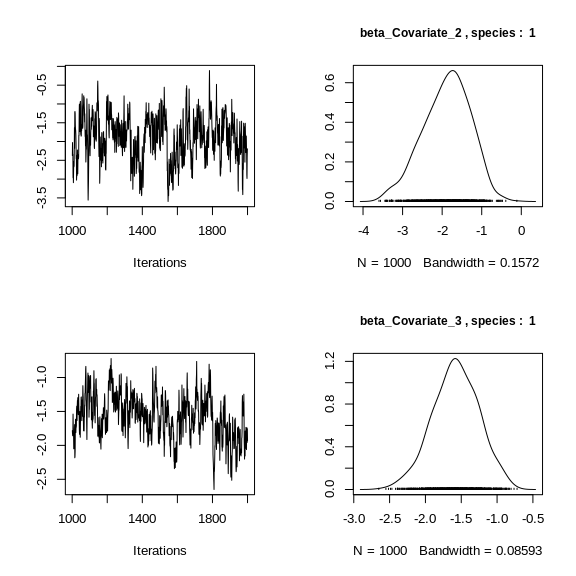 beta_Covariate_2 , species : 1
-0.5
-1.5
-2.5
-3.5
1000 1400 1800
Iterations
0.6
0.4
0.2
0.0
-4 -3 -2 -1 0
N = 1000 Bandwidth = 0.1572
beta_Covariate_3 , species : 1
-1.0
-1.5
-2.0
-2.5
1000 1400 1800
Iterations
1.2
0.8
0.4
0.0
-3.0 -2.5 -2.0 -1.5 -1.0 -0.5
N = 1000 Bandwidth = 0.08593